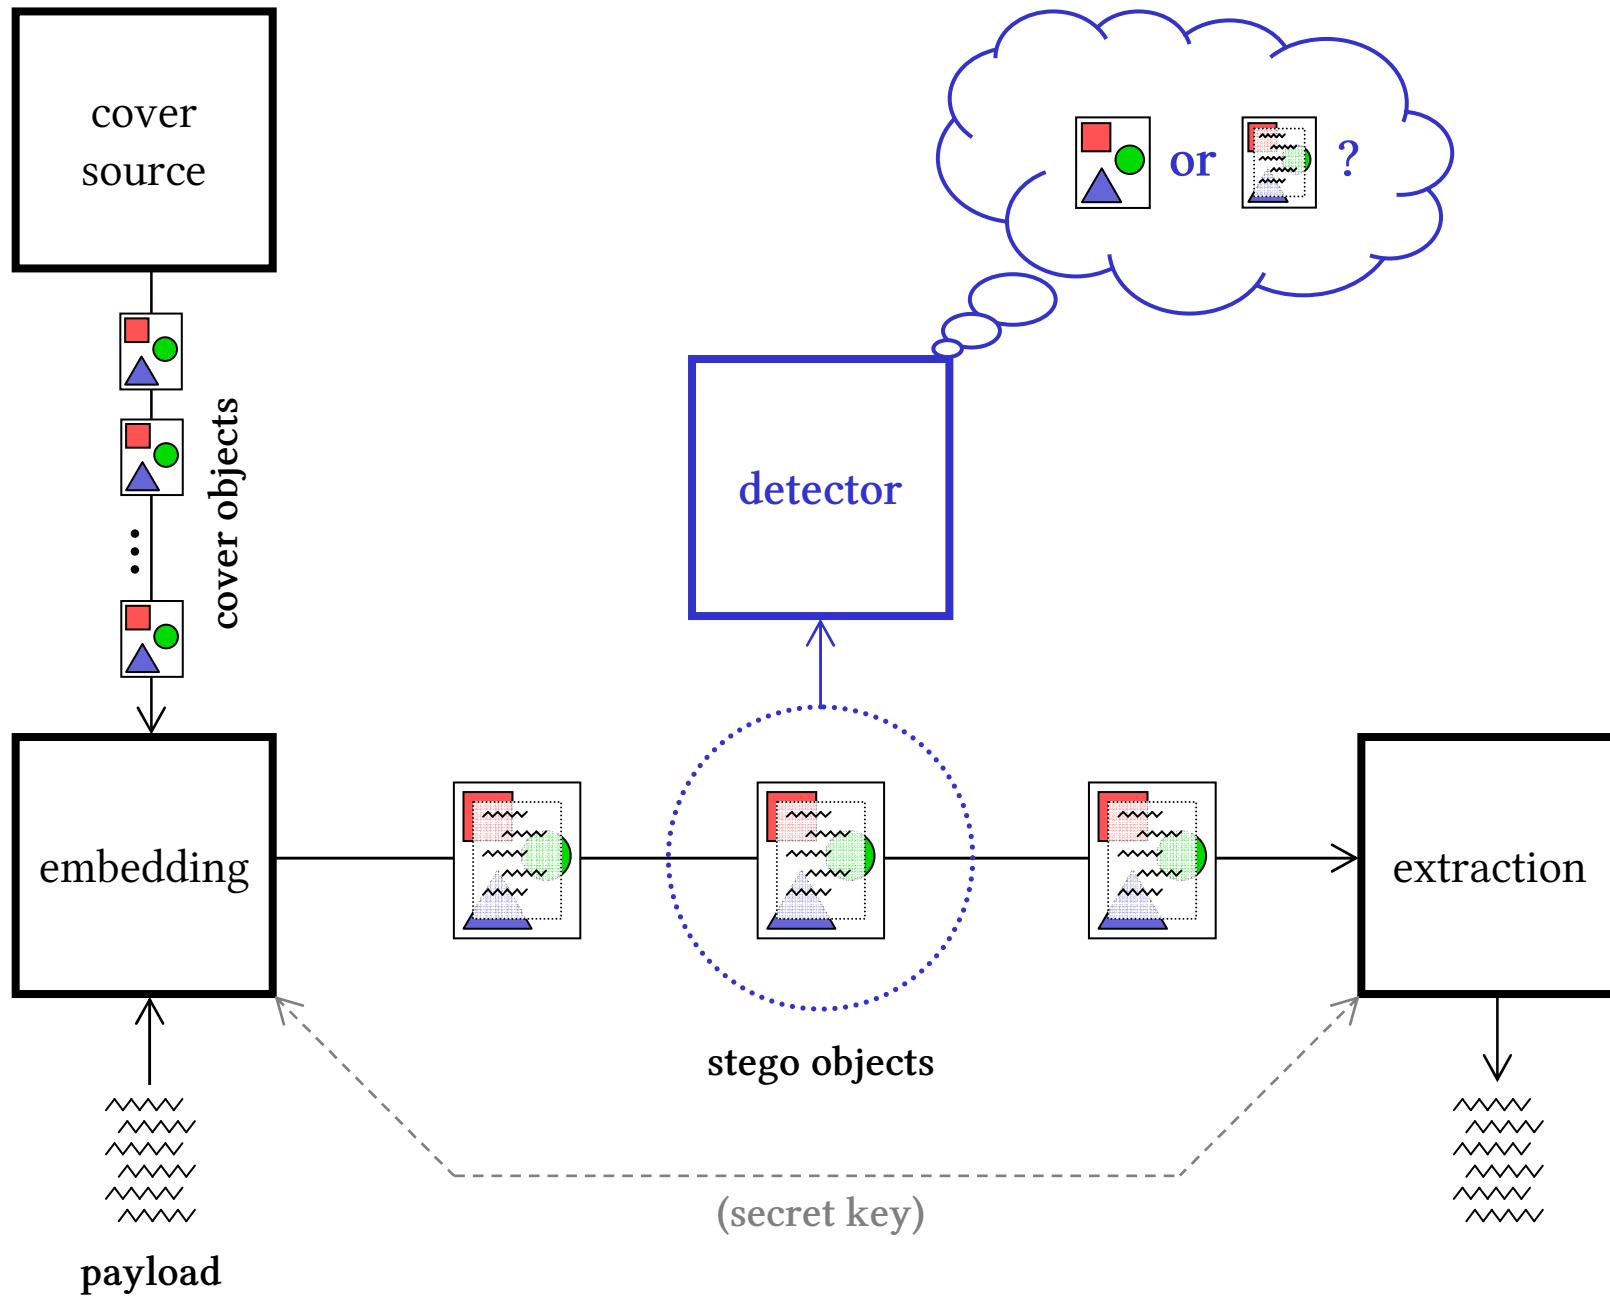 cover
source
or
?
cover objects
detector
embedding
extraction
stego objects
(secret key)
payload